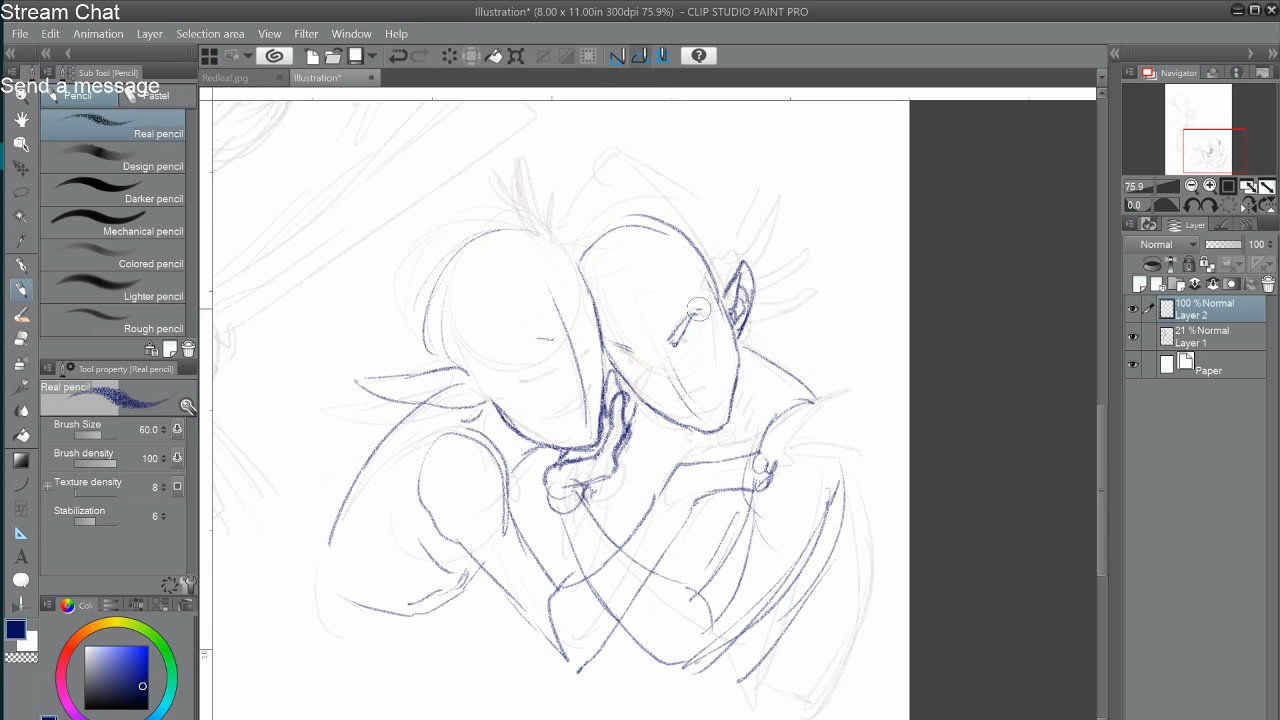 Stream Chat
Illustration* (8.00 x 11.00in 300dpi 75.9%) - CLIP STUDIO PAINT PRO
File Edit Animation Layer Selection area View Filter Window Help
Sub Tool [Pencil]
Redleaf.jpg Illustration*
Navigator
Send a message
Pencil Pastel
Real pencil
Design pencil
Darker pencil
Mechanical pencil
Colored pencil
Lighter pencil
Rough pencil
75.9
0.0
Layer
Normal 100
100 % Normal
Layer 2
21 % Normal
Layer 1
Paper
Tool property [Real pencil]
Real pencil
Brush Size 60.0
Brush density 100
Texture density 8
Stabilization 6